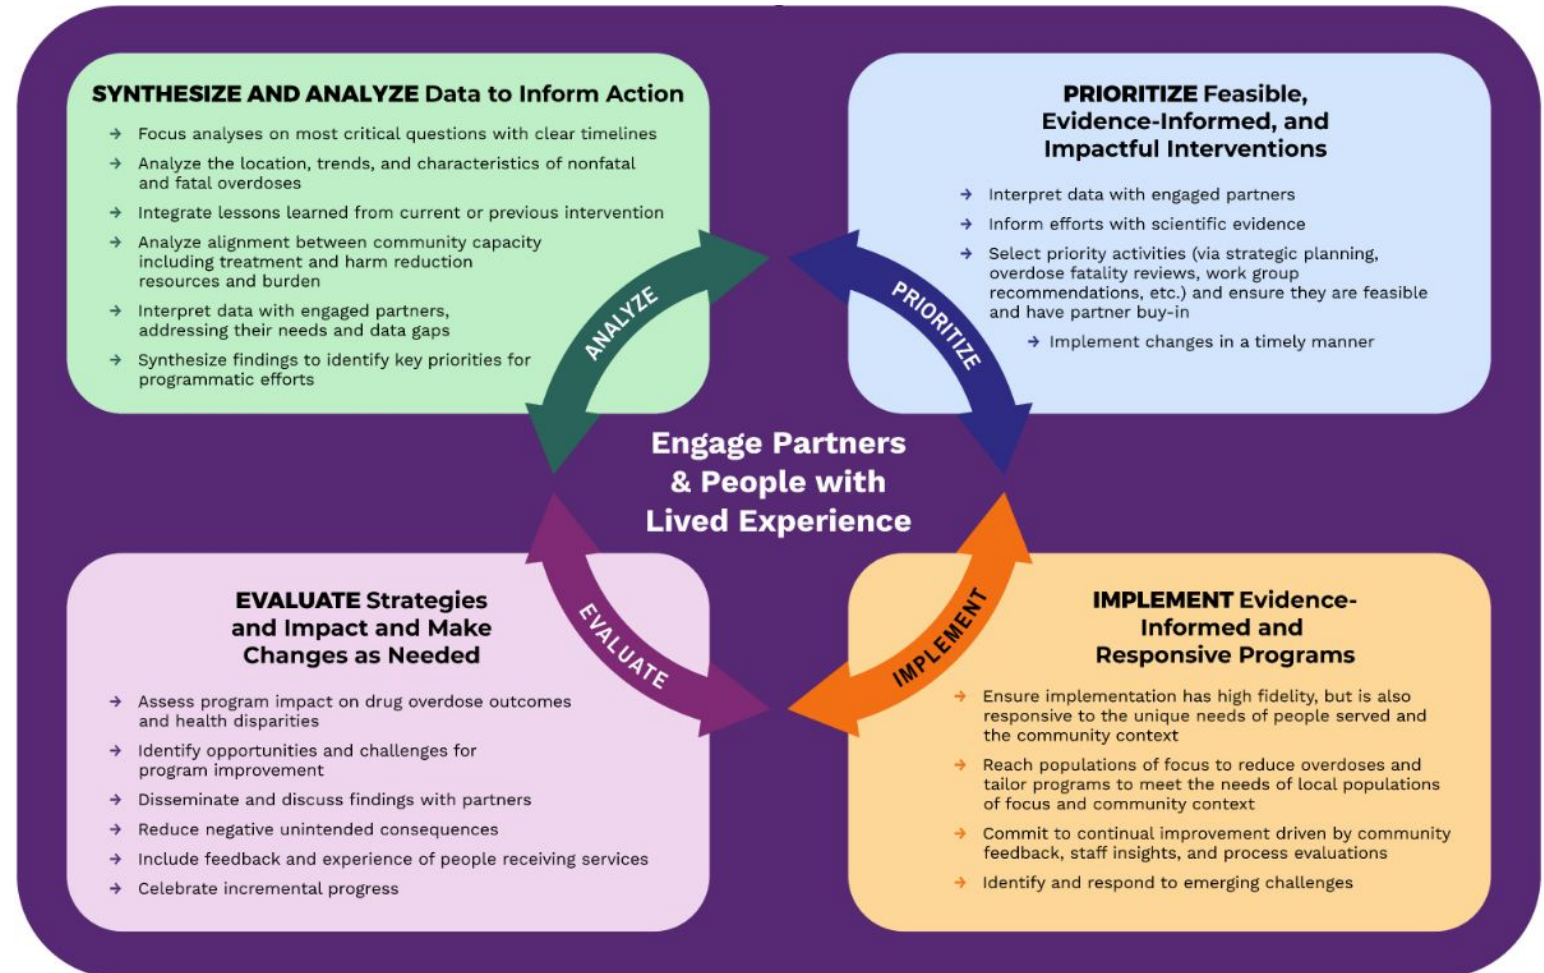 SYNTHESIZE AND ANALYZE Data to Inform Action
→ Focus analyses on most critical questions with clear timelines
→ Analyze the location, trends, and characteristics of nonfatal
and fatal overdoses
→ Integrate lessons learned from current or previous intervention
→ Analyze alignment between community capacity
including treatment and harm reduction
resources and burden
→ Interpret data with engaged partners,
addressing their needs and data gaps
→ Synthesize findings to identify key priorities for
programmatic efforts
PRIORITIZE Feasible,
Evidence-Informed, and
Impactful Interventions
→ Interpret data with engaged partners
→ Inform efforts with scientific evidence
→ Select priority activities (via strategic planning,
overdose fatality reviews, work group
recommendations, etc.) and ensure they are feasible
and have partner buy-in
→ Implement changes in a timely manner
ANALYZE
PRIORITIZE
Engage Partners
& People with
Lived Experience
EVALUATE
IMPLEMENT
EVALUATE Strategies
and Impact and Make
Changes as Needed
→ Assess program impact on drug overdose outcomes
and health disparities
→ Identify opportunities and challenges for
program improvement
→ Disseminate and discuss findings with partners
→ Reduce negative unintended consequences
→ Include feedback and experience of people receiving services
→ Celebrate incremental progress
IMPLEMENT Evidence-
Informed and
Responsive Programs
→ Ensure implementation has high fidelity, but is also
responsive to the unique needs of people served and
the community context
→ Reach populations of focus to reduce overdoses and
tailor programs to meet the needs of local populations
of focus and community context
→ Commit to continual improvement driven by community
feedback, staff insights, and process evaluations
→ Identify and respond to emerging challenges